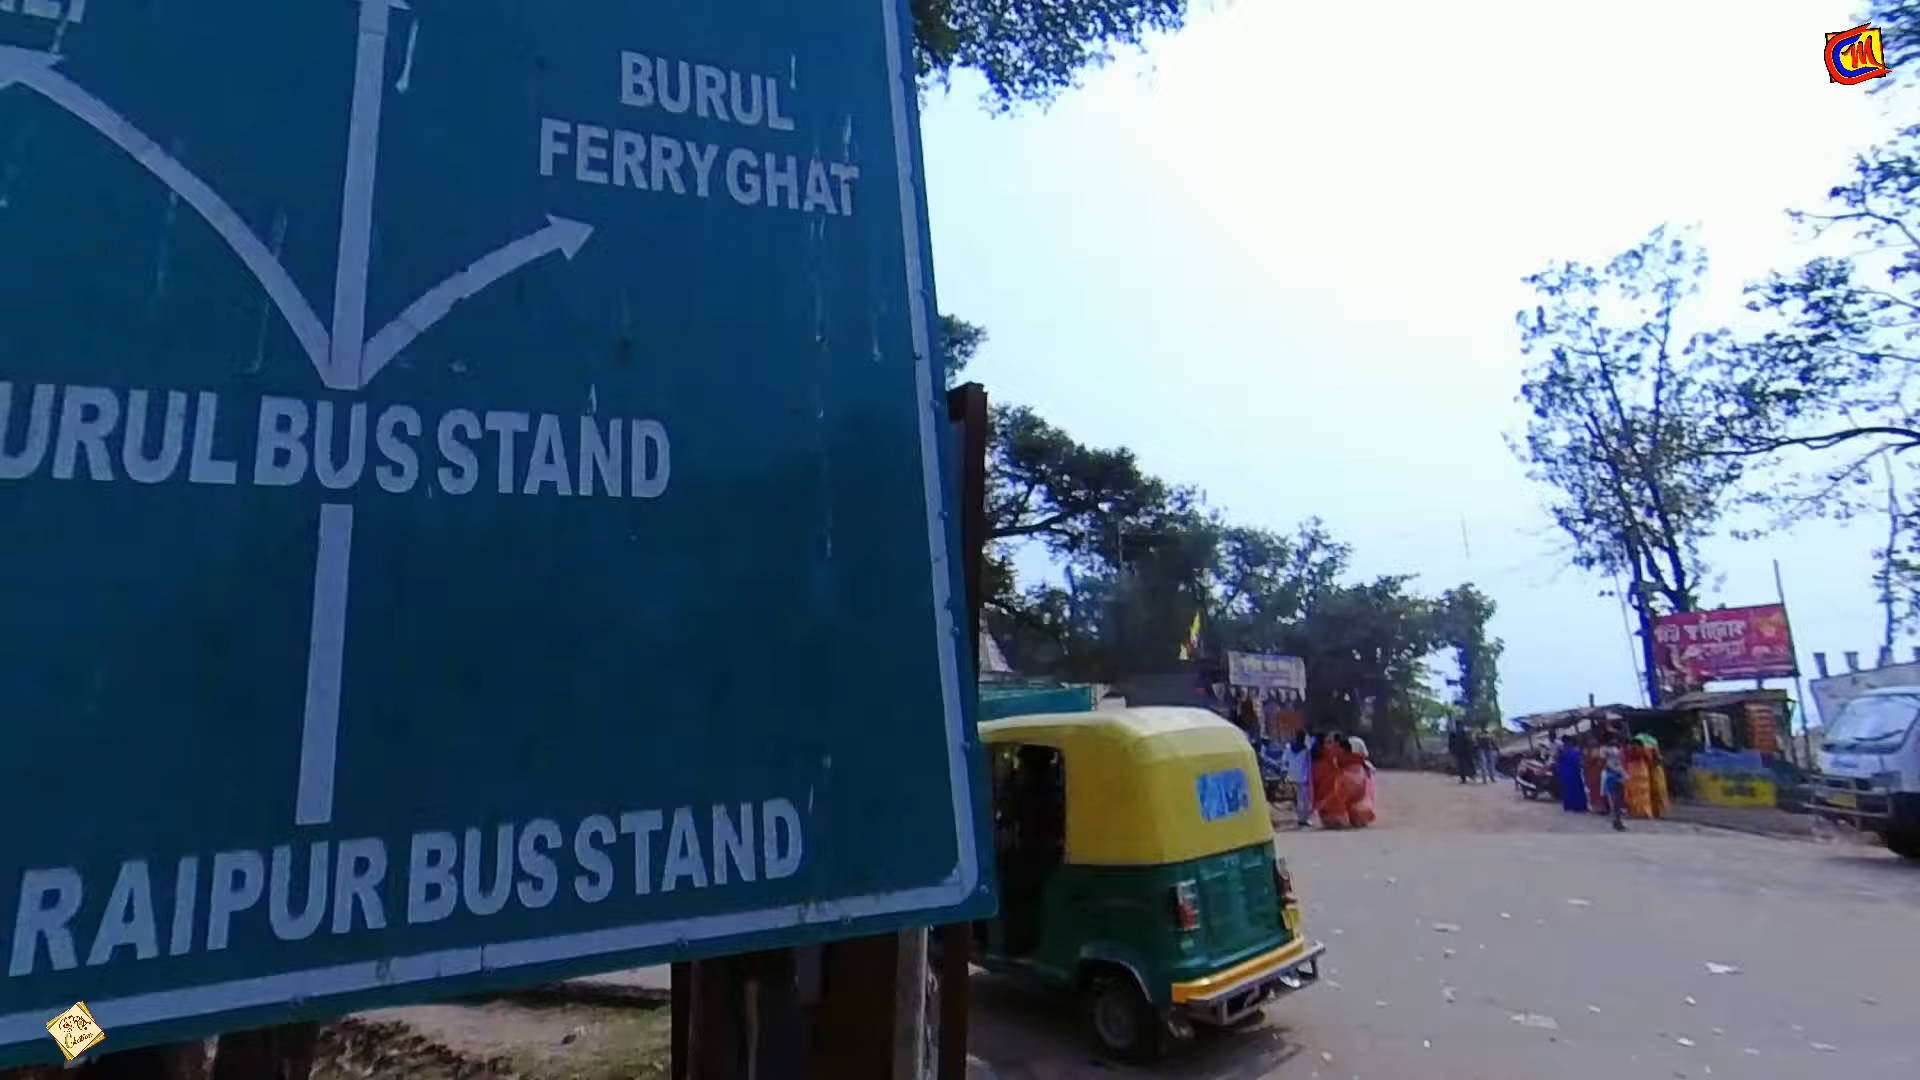 BURUL
FERRY GHAT
URUL BUS STAND
RAIPUR BUS STAND